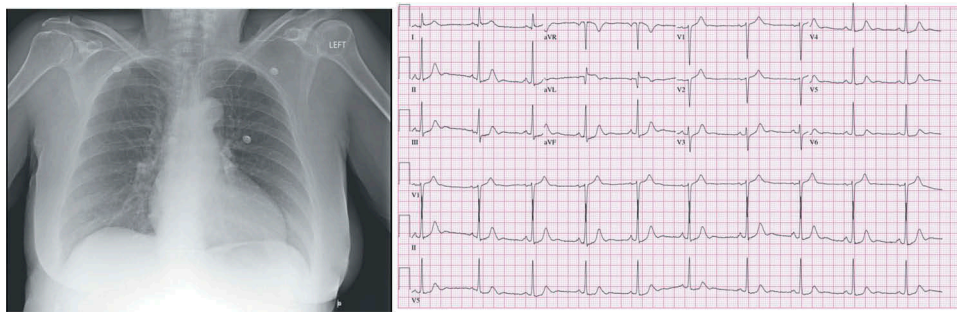 LEFT
I aVR V1 V4
II aVL V2 V5
III aVF V3 V6
V1
II
V5